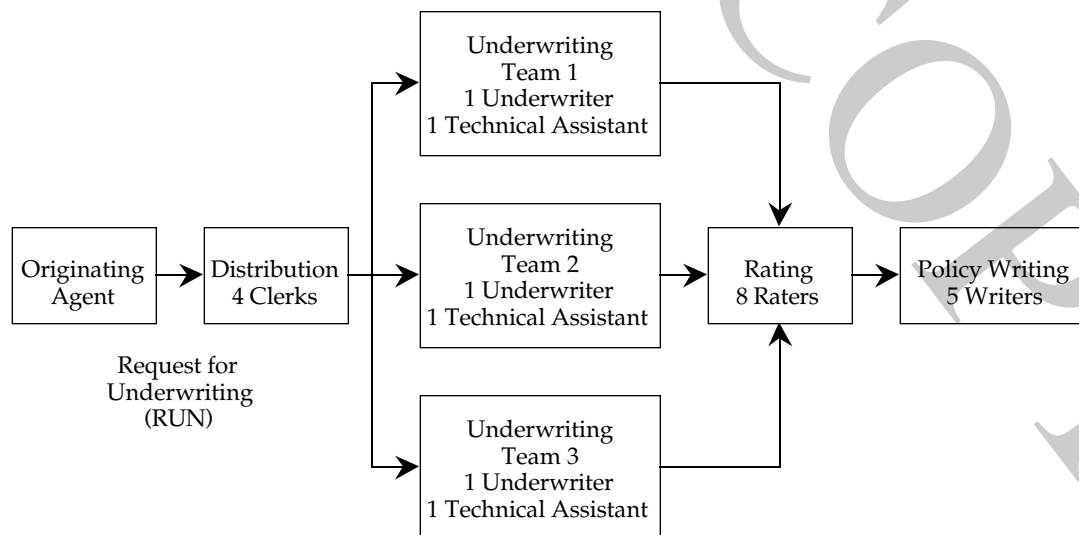 Underwriting
Team 1
1 Underwriter
1 Technical Assistant
Originating
Agent
Distribution
4 Clerks
Underwriting
Team 2
1 Underwriter
1 Technical Assistant
Rating
8 Raters
Policy Writing
5 Writers
Request for
Underwriting
(RUN)
Underwriting
Team 3
1 Underwriter
1 Technical Assistant
COP